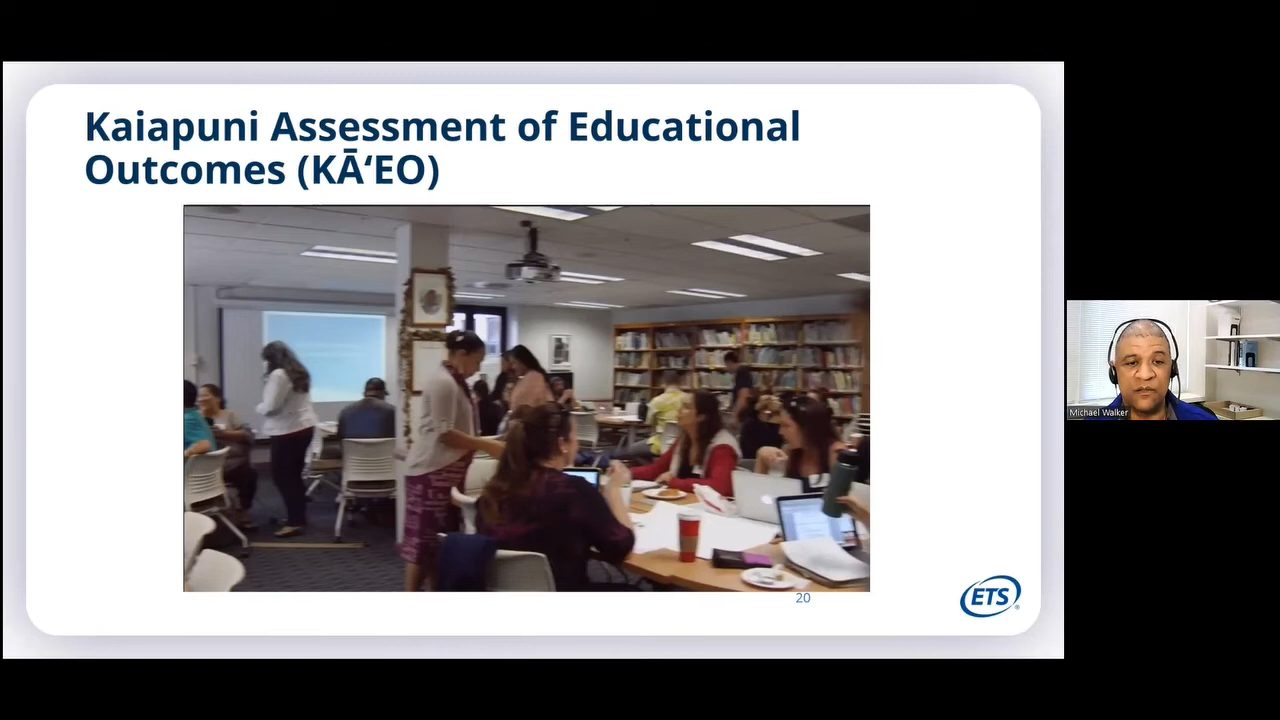 Kaiapuni Assessment of Educational
Outcomes (KĀʻEO)
20
ETS
Michael Walker